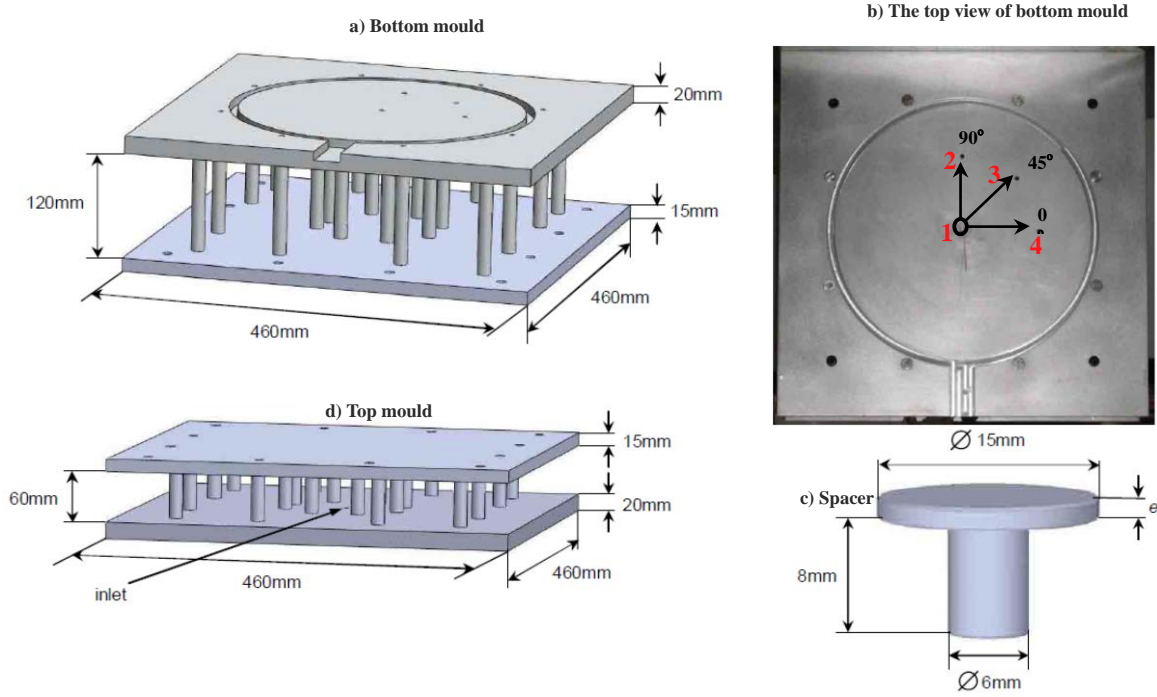 a) Bottom mould
20mm
120mm
15mm
460mm
460mm
b) The top view of bottom mould
90°
2
3
45°
1
0
°
4
d) Top mould
15mm
60mm
20mm
460mm
460mm
inlet
Ø 15mm
c) Spacer
e
8mm
Ø 6mm